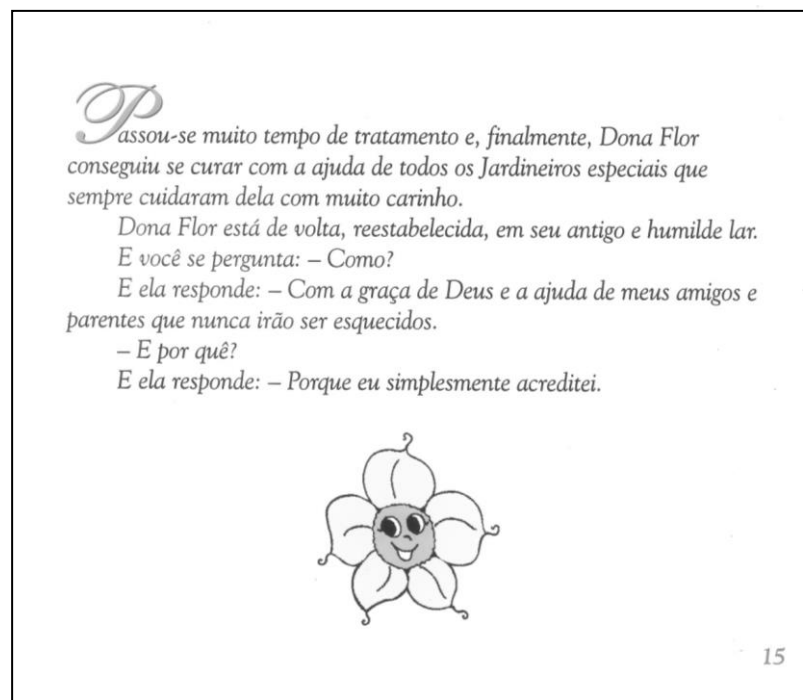 Passou-se muito tempo de tratamento e, finalmente, Dona Flor
conseguiu se curar com a ajuda de todos os Jardineiros especiais que
sempre cuidaram dela com muito carinho.
Dona Flor está de volta, reestabelecida, em seu antigo e humilde lar.
E você se pergunta: – Como?
E ela responde: – Com a graça de Deus e a ajuda de meus amigos e
parentes que nunca irão ser esquecidos.
– E por quê?
E ela responde: – Porque eu simplesmente acreditei.
15